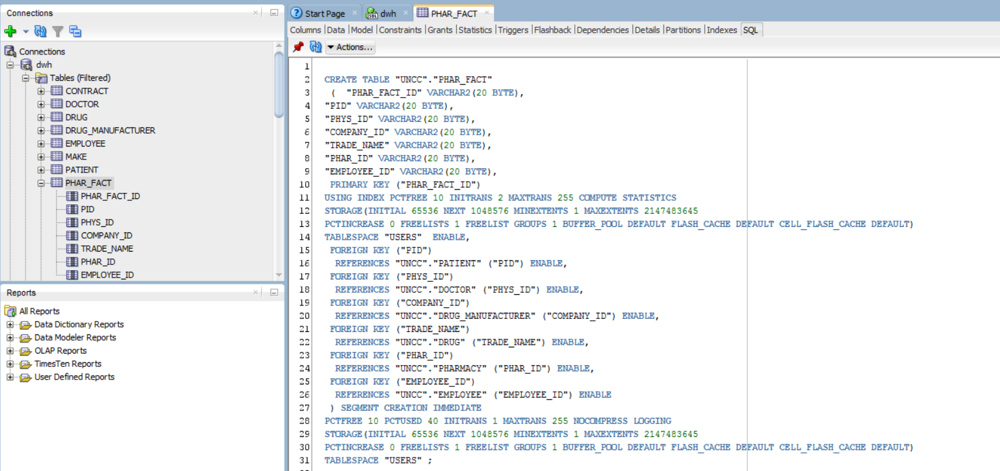 Connections
Connections
dwh
Tables (Filtered)
CONTRACT
DOCTOR
DRUG
DRUG_MANUFACTURER
EMPLOYEE
MAKE
PATIENT
PHAR_FACT
PHAR_FACT_ID
PID
PHYS_ID
COMPANY_ID
TRADE_NAME
PHAR_ID
EMPLOYEE_ID
Reports
All Reports
Data Dictionary Reports
Data Modeler Reports
OLAP Reports
TimesTen Reports
User Defined Reports
Start Page dwh PHAR_FACT
Columns |Data |Model |Constraints |Grants |Statistics |Triggers |Flashback |Dependencies |Details |Partitions |Indexes |SQL
Actions...
1
2 CREATE TABLE "UNCC"."PHAR_FACT"
3 ( "PHAR_FACT_ID" VARCHAR2(20 BYTE),
4 "PID" VARCHAR2(20 BYTE),
5 "PHYS_ID" VARCHAR2(20 BYTE),
6 "COMPANY_ID" VARCHAR2(20 BYTE),
7 "TRADE_NAME" VARCHAR2(20 BYTE),
8 "PHAR_ID" VARCHAR2(20 BYTE),
9 "EMPLOYEE_ID" VARCHAR2(20 BYTE),
10 PRIMARY KEY ("PHAR_FACT_ID")
11 USING INDEX PCTFREE 10 INITRANS 2 MAXTRANS 255 COMPUTE STATISTICS
12 STORAGE(INITIAL 65536 NEXT 1048576 MINEXTENTS 1 MAXEXTENTS 2147483645
13 PCTINCREASE 0 FREELISTS 1 FREELIST GROUPS 1 BUFFER_POOL DEFAULT FLASH_CACHE DEFAULT CELL_FLASH_CACHE DEFAULT)
14 TABLESPACE "USERS" ENABLE,
15 FOREIGN KEY ("PID")
16 REFERENCES "UNCC"."PATIENT" ("PID") ENABLE,
17 FOREIGN KEY ("PHYS_ID")
18 REFERENCES "UNCC"."DOCTOR" ("PHYS_ID") ENABLE,
19 FOREIGN KEY ("COMPANY_ID")
20 REFERENCES "UNCC"."DRUG_MANUFACTURER" ("COMPANY_ID") ENABLE,
21 FOREIGN KEY ("TRADE_NAME")
22 REFERENCES "UNCC"."DRUG" ("TRADE_NAME") ENABLE,
23 FOREIGN KEY ("PHAR_ID")
24 REFERENCES "UNCC"."PHARMACY" ("PHAR_ID") ENABLE,
25 FOREIGN KEY ("EMPLOYEE_ID")
26 REFERENCES "UNCC"."EMPLOYEE" ("EMPLOYEE_ID") ENABLE
27 ) SEGMENT CREATION IMMEDIATE
28 PCTFREE 10 PCTUSED 40 INITRANS 1 MAXTRANS 255 NOCOMPRESS LOGGING
29 STORAGE(INITIAL 65536 NEXT 1048576 MINEXTENTS 1 MAXEXTENTS 2147483645
30 PCTINCREASE 0 FREELISTS 1 FREELIST GROUPS 1 BUFFER_POOL DEFAULT FLASH_CACHE DEFAULT CELL_FLASH_CACHE DEFAULT)
31 TABLESPACE "USERS" ;